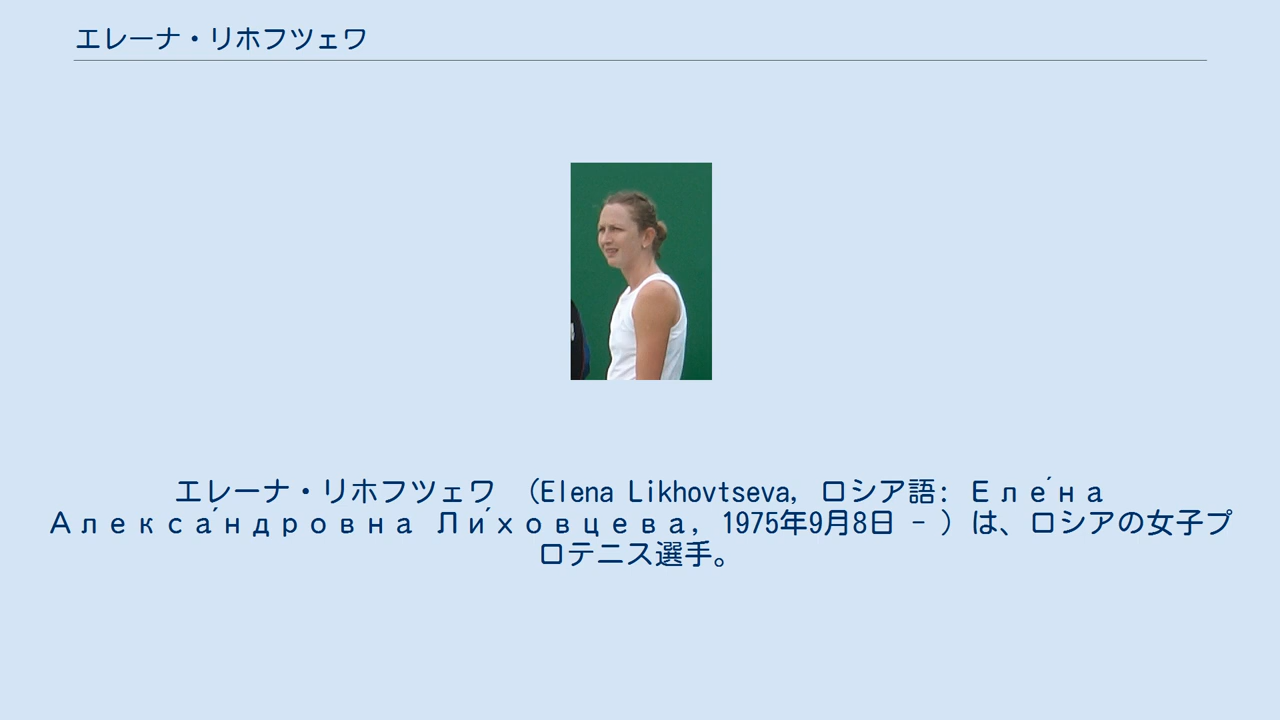 エレーナ・リホフツェワ
エレーナ・リホフツェワ （Elena Likhovtseva, ロシア語: Еле́на
Алекса́ндровна Ли́ховцева, 1975年9月8日 - ）は、ロシアの女子プ
ロテニス選手。